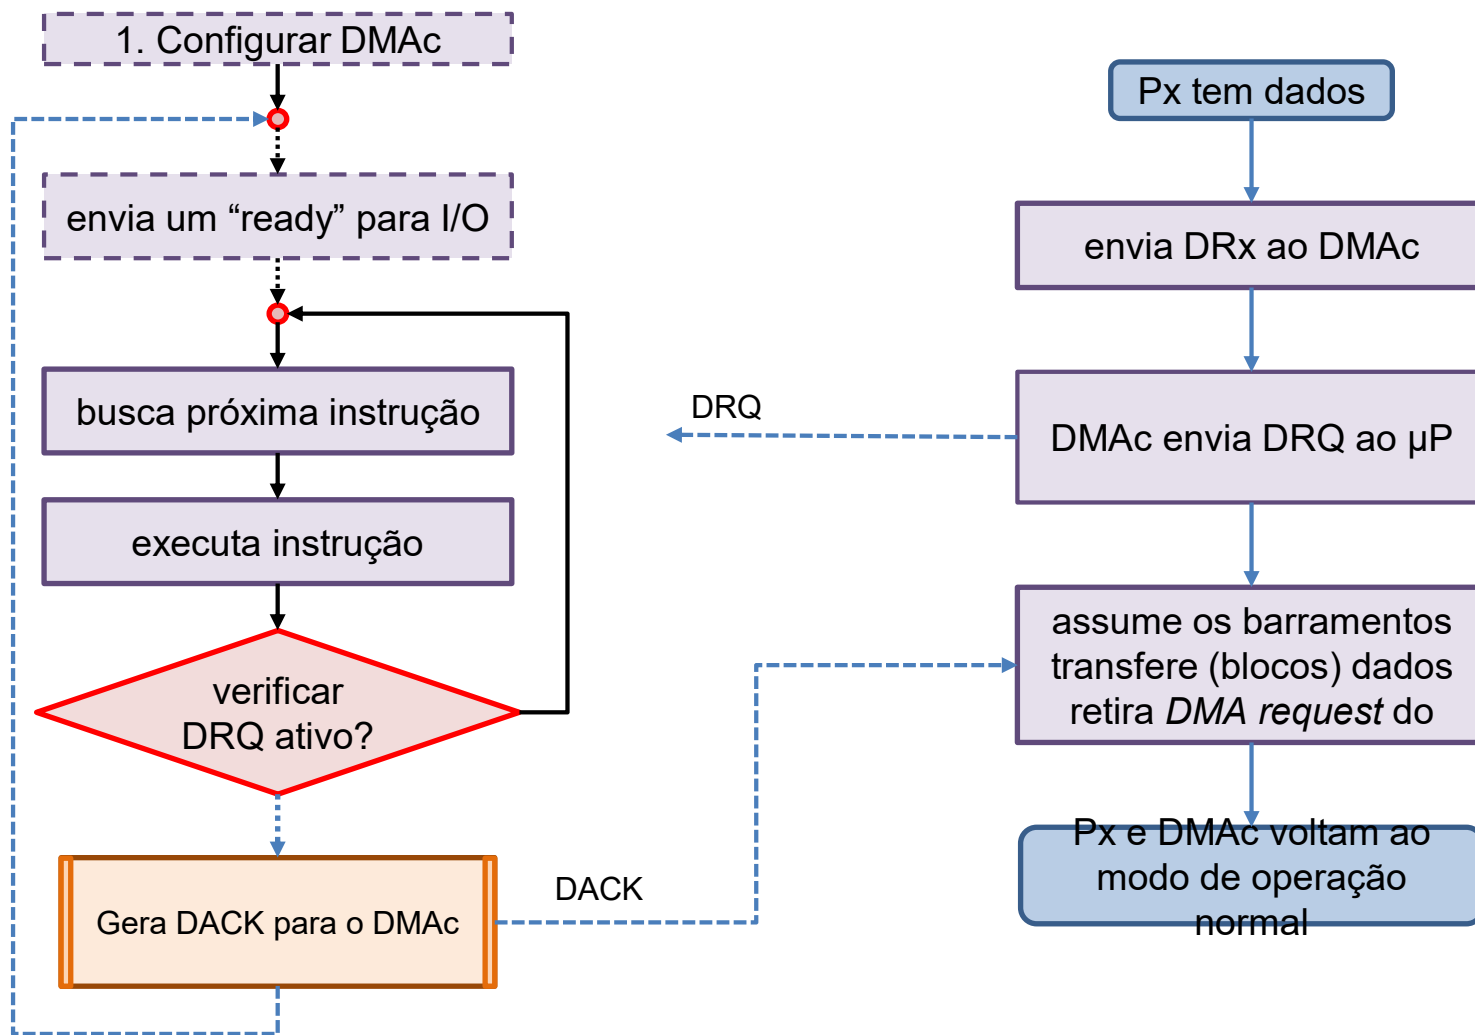 1. Configurar DMAc
envia um “ready” para I/O
busca próxima instrução
executa instrução
verificar
DRQ ativo?
Gera DACK para o DMAc
DRQ
DACK
Px tem dados
envia DRx ao DMAc
DMAc envia DRQ ao µP
assume os barramentos
transfere (blocos) dados
retira DMA request do
Px e DMAc voltam ao
modo de operação
normal